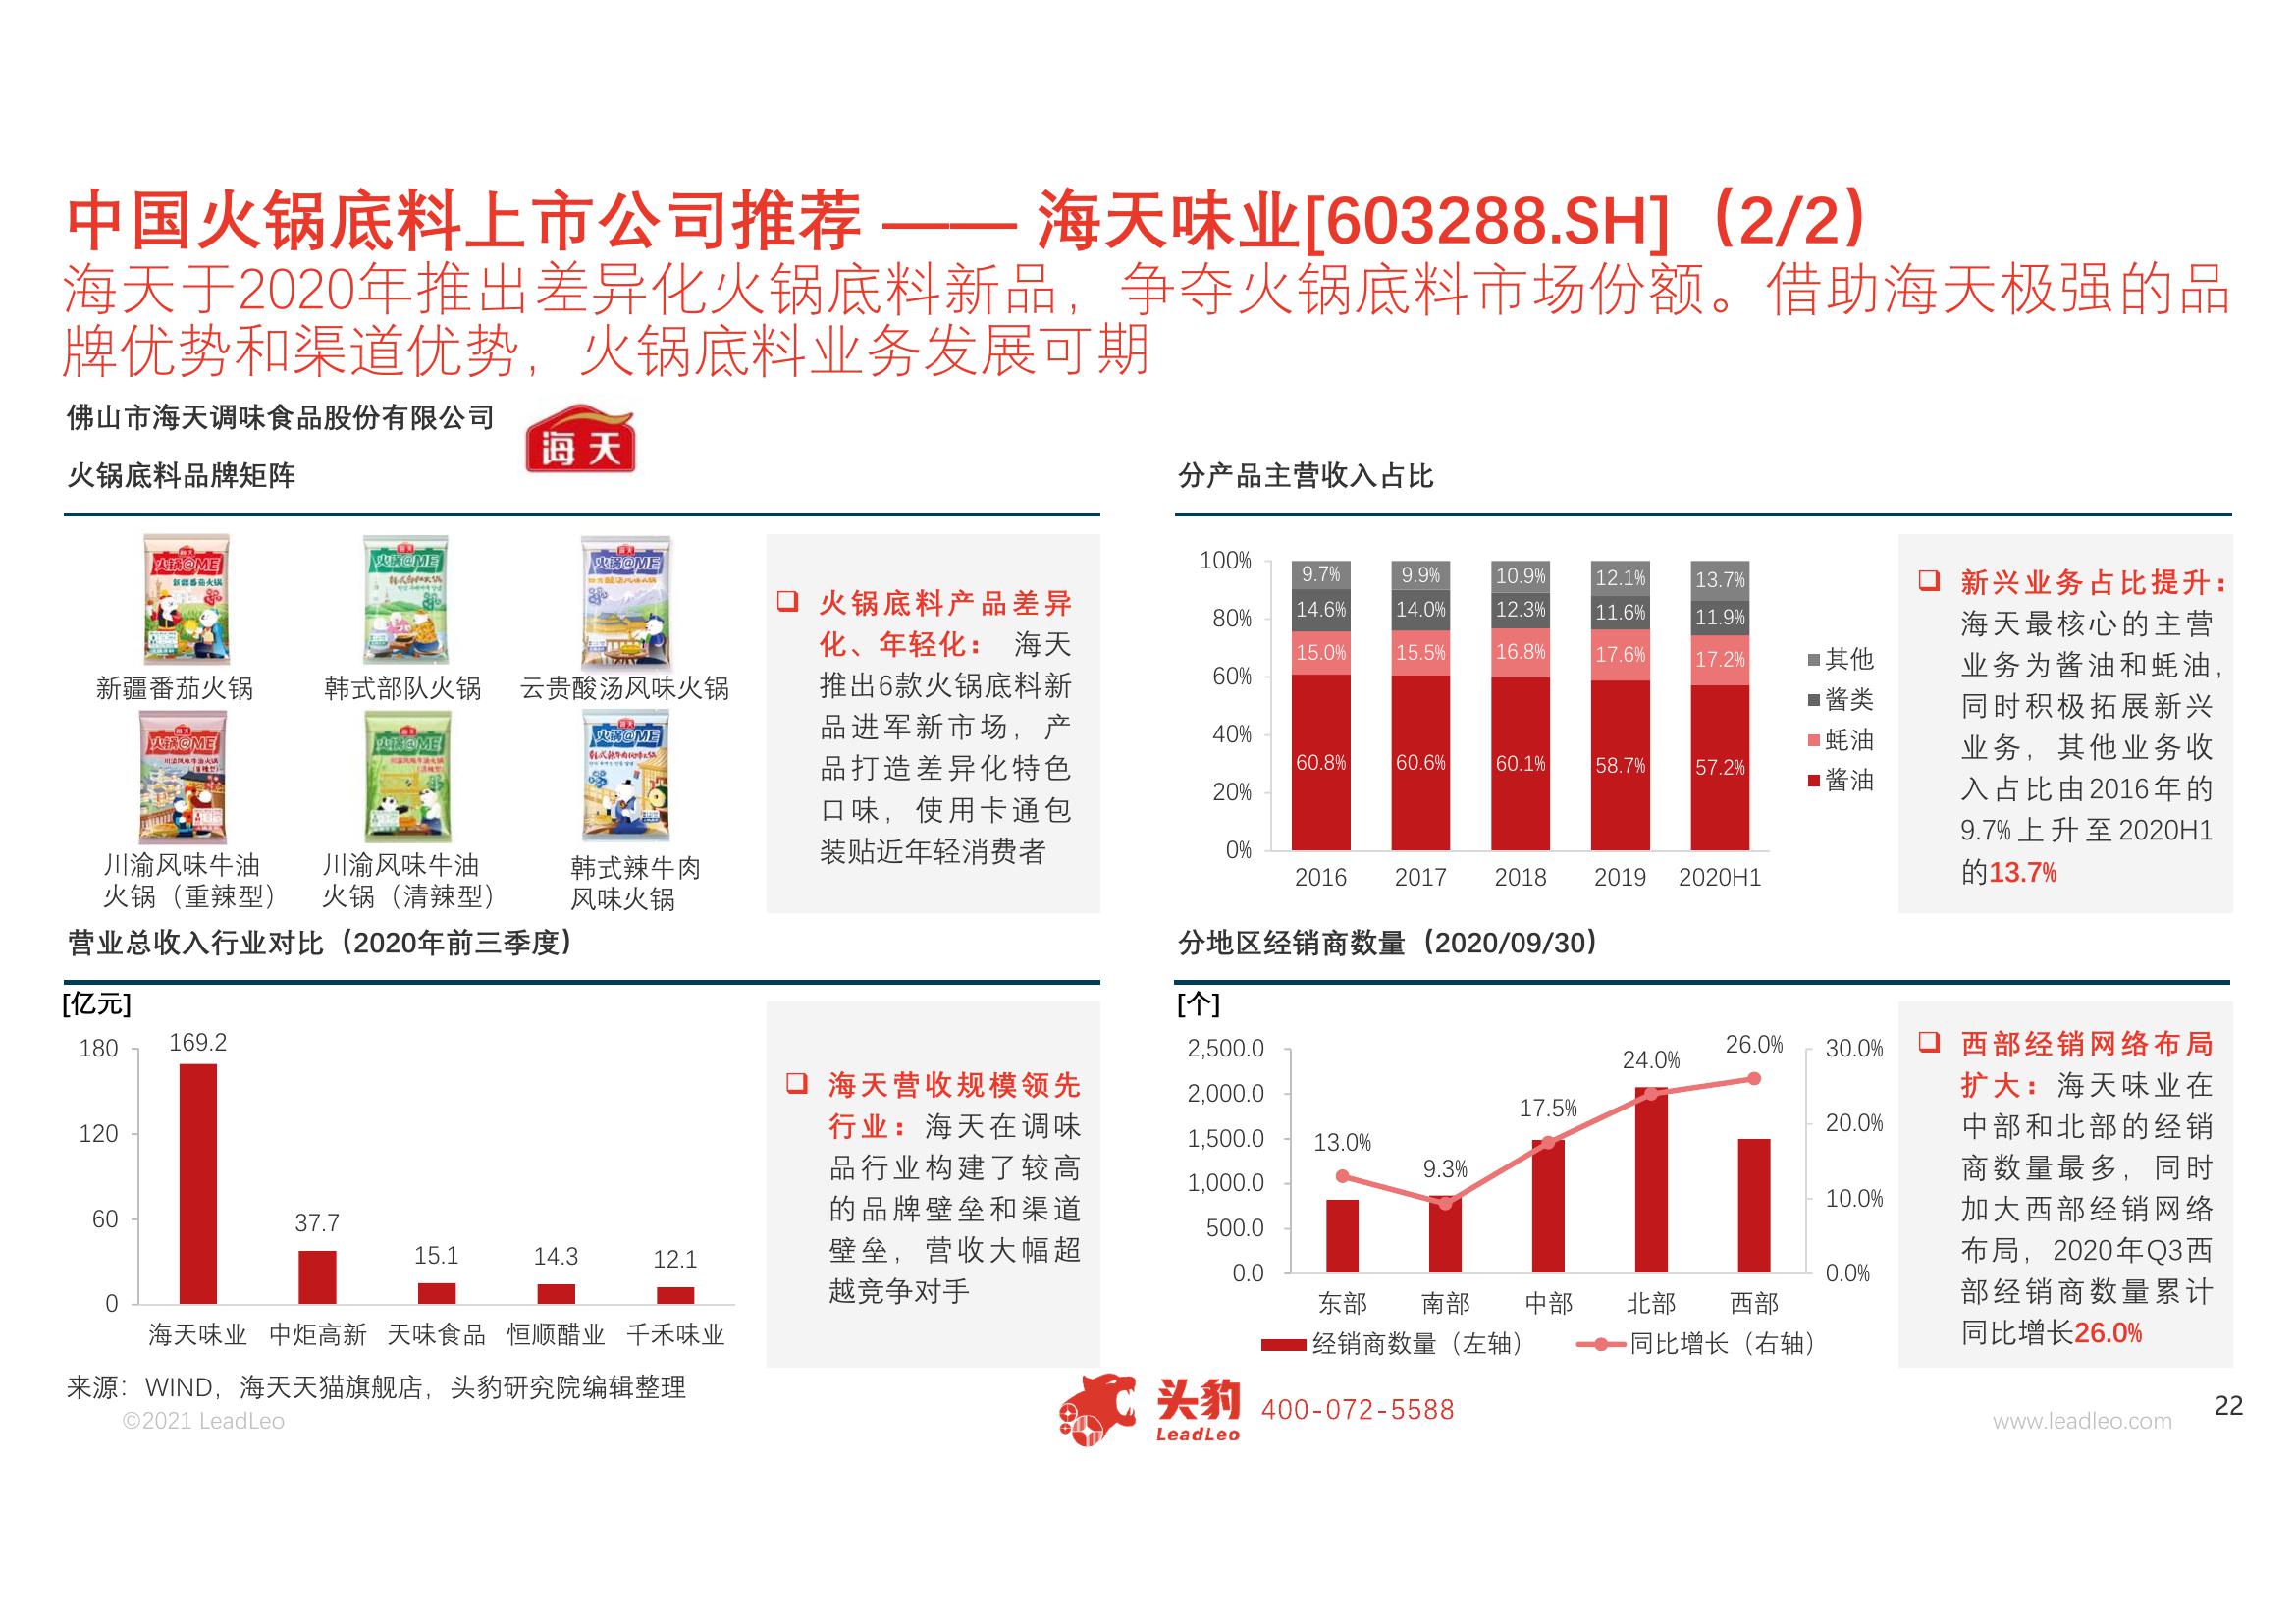 中国火锅底料上市公司推荐 —— 海天味业[603288.SH]（2/2）
海天于2020年推出差异化火锅底料新品，争夺火锅底料市场份额。借助海天极强的品
牌优势和渠道优势，火锅底料业务发展可期
佛山市海天调味食品股份有限公司
海天
火锅底料品牌矩阵
火锅@ME
新疆番茄火锅
火锅@ME
火锅@ME
新疆番茄火锅
韩式部队火锅
云贵酸汤风味火锅
火锅@ME
火锅@ME
火锅@ME
川渝风味牛油
火锅（重辣型）
川渝风味牛油
火锅（清辣型）
韩式辣牛肉
风味火锅
❑ 火锅底料产品差异
化、年轻化： 海天
推出6款火锅底料新
品进军新市场，产
品打造差异化特色
口味，使用卡通包
装贴近年轻消费者
分产品主营收入占比
100%
80%
60%
40%
20%
0%
9.7%
14.6%
15.0%
60.8%
9.9%
14.0%
15.5%
60.6%
10.9%
12.3%
16.8%
60.1%
12.1%
11.6%
17.6%
58.7%
13.7%
11.9%
17.2%
57.2%
2016 2017 2018 2019 2020H1
其他
酱类
蚝油
酱油
❑ 新兴业务占比提升：
海天最核心的主营
业务为酱油和蚝油，
同时积极拓展新兴
业务，其他业务收
入占比由2016年的
9.7%上升至2020H1
的13.7%
营业总收入行业对比（2020年前三季度）
[亿元]
180
120
60
0
169.2
37.7
15.1
14.3
12.1
海天味业 中炬高新 天味食品 恒顺醋业 千禾味业
❑ 海天营收规模领先
行业：海天在调味
品行业构建了较高
的品牌壁垒和渠道
壁垒，营收大幅超
越竞争对手
分地区经销商数量（2020/09/30）
[个]
2,500.0
2,000.0
1,500.0
1,000.0
500.0
0.0
13.0%
9.3%
17.5%
24.0%
26.0%
30.0%
20.0%
10.0%
0.0%
东部 南部 中部 北部 西部
经销商数量（左轴） 同比增长（右轴）
❑ 西部经销网络布局
扩大：海天味业在
中部和北部的经销
商数量最多，同时
加大西部经销网络
布局，2020年Q3西
部经销商数量累计
同比增长26.0%
来源：WIND，海天天猫旗舰店，头豹研究院编辑整理
©2021 LeadLeo
头豹
LeadLeo
400-072-5588
www.leadleo.com
22